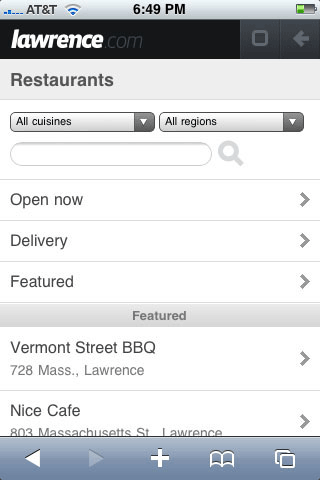 AT&T 6:49 PM
lawrence.com
Restaurants
All cuisines All regions
Open now
Delivery
Featured
Featured
Vermont Street BBQ
728 Mass., Lawrence
Nice Cafe
803 Massachusetts St., Lawrence